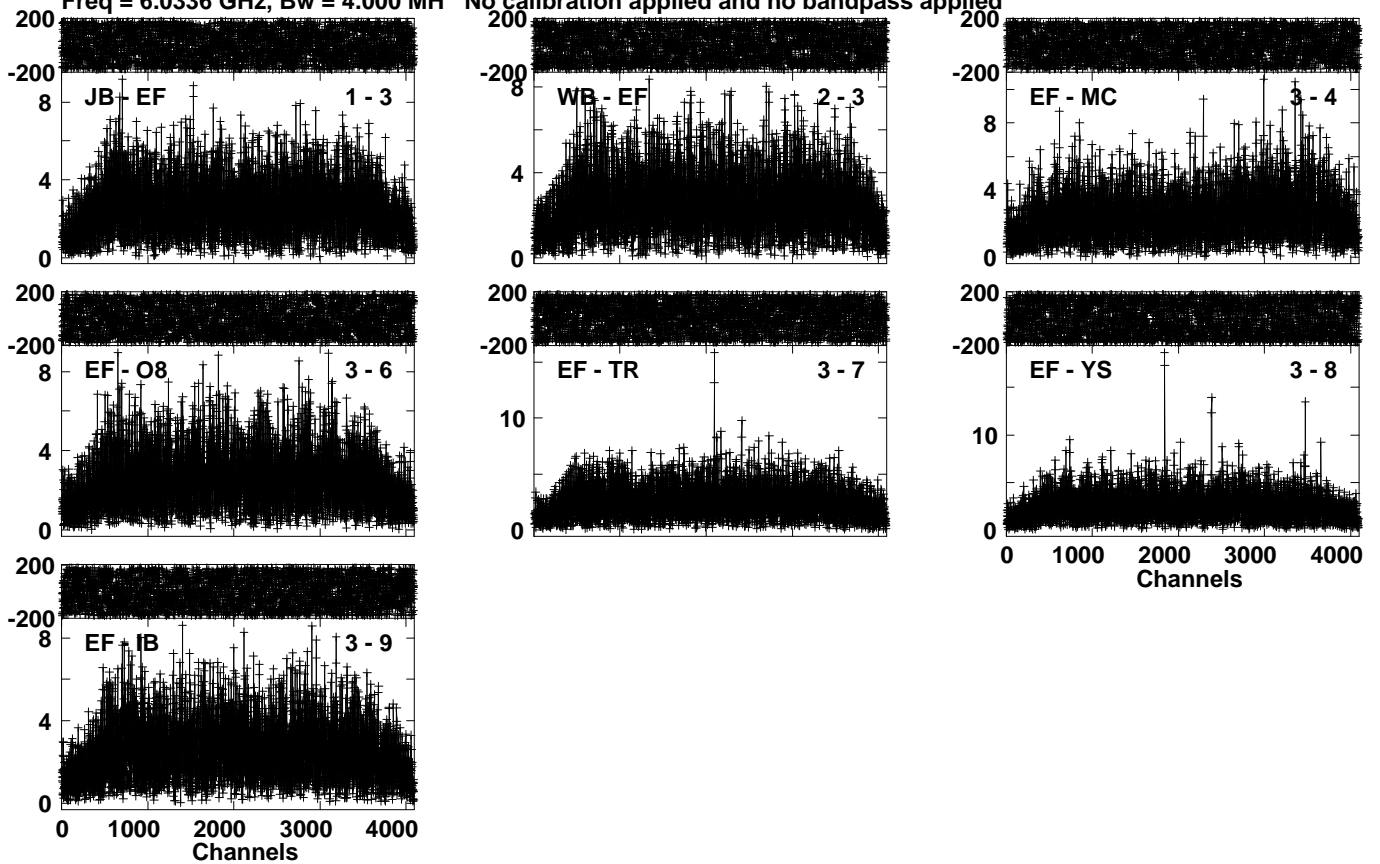 Freq = 6.0336 GHz, Bw = 4.000 MH No calibration applied and no bandpass applied
200 200 200
-200 -200 -200
JB - EF 1 - 3 WB - EF 2 - 3 EF - MC 3 - 4
8 8 8
4 4 4
0 0 0
200 200 200
-200 -200 -200
EF - O8 3 - 6 EF - TR 3 - 7 EF - YS 3 - 8
8
10 10
4
0 0 0
0 1000 2000 3000 4000
Channels
200
-200
EF - IB 3 - 9
8
4
0
0 1000 2000 3000 4000
Channels